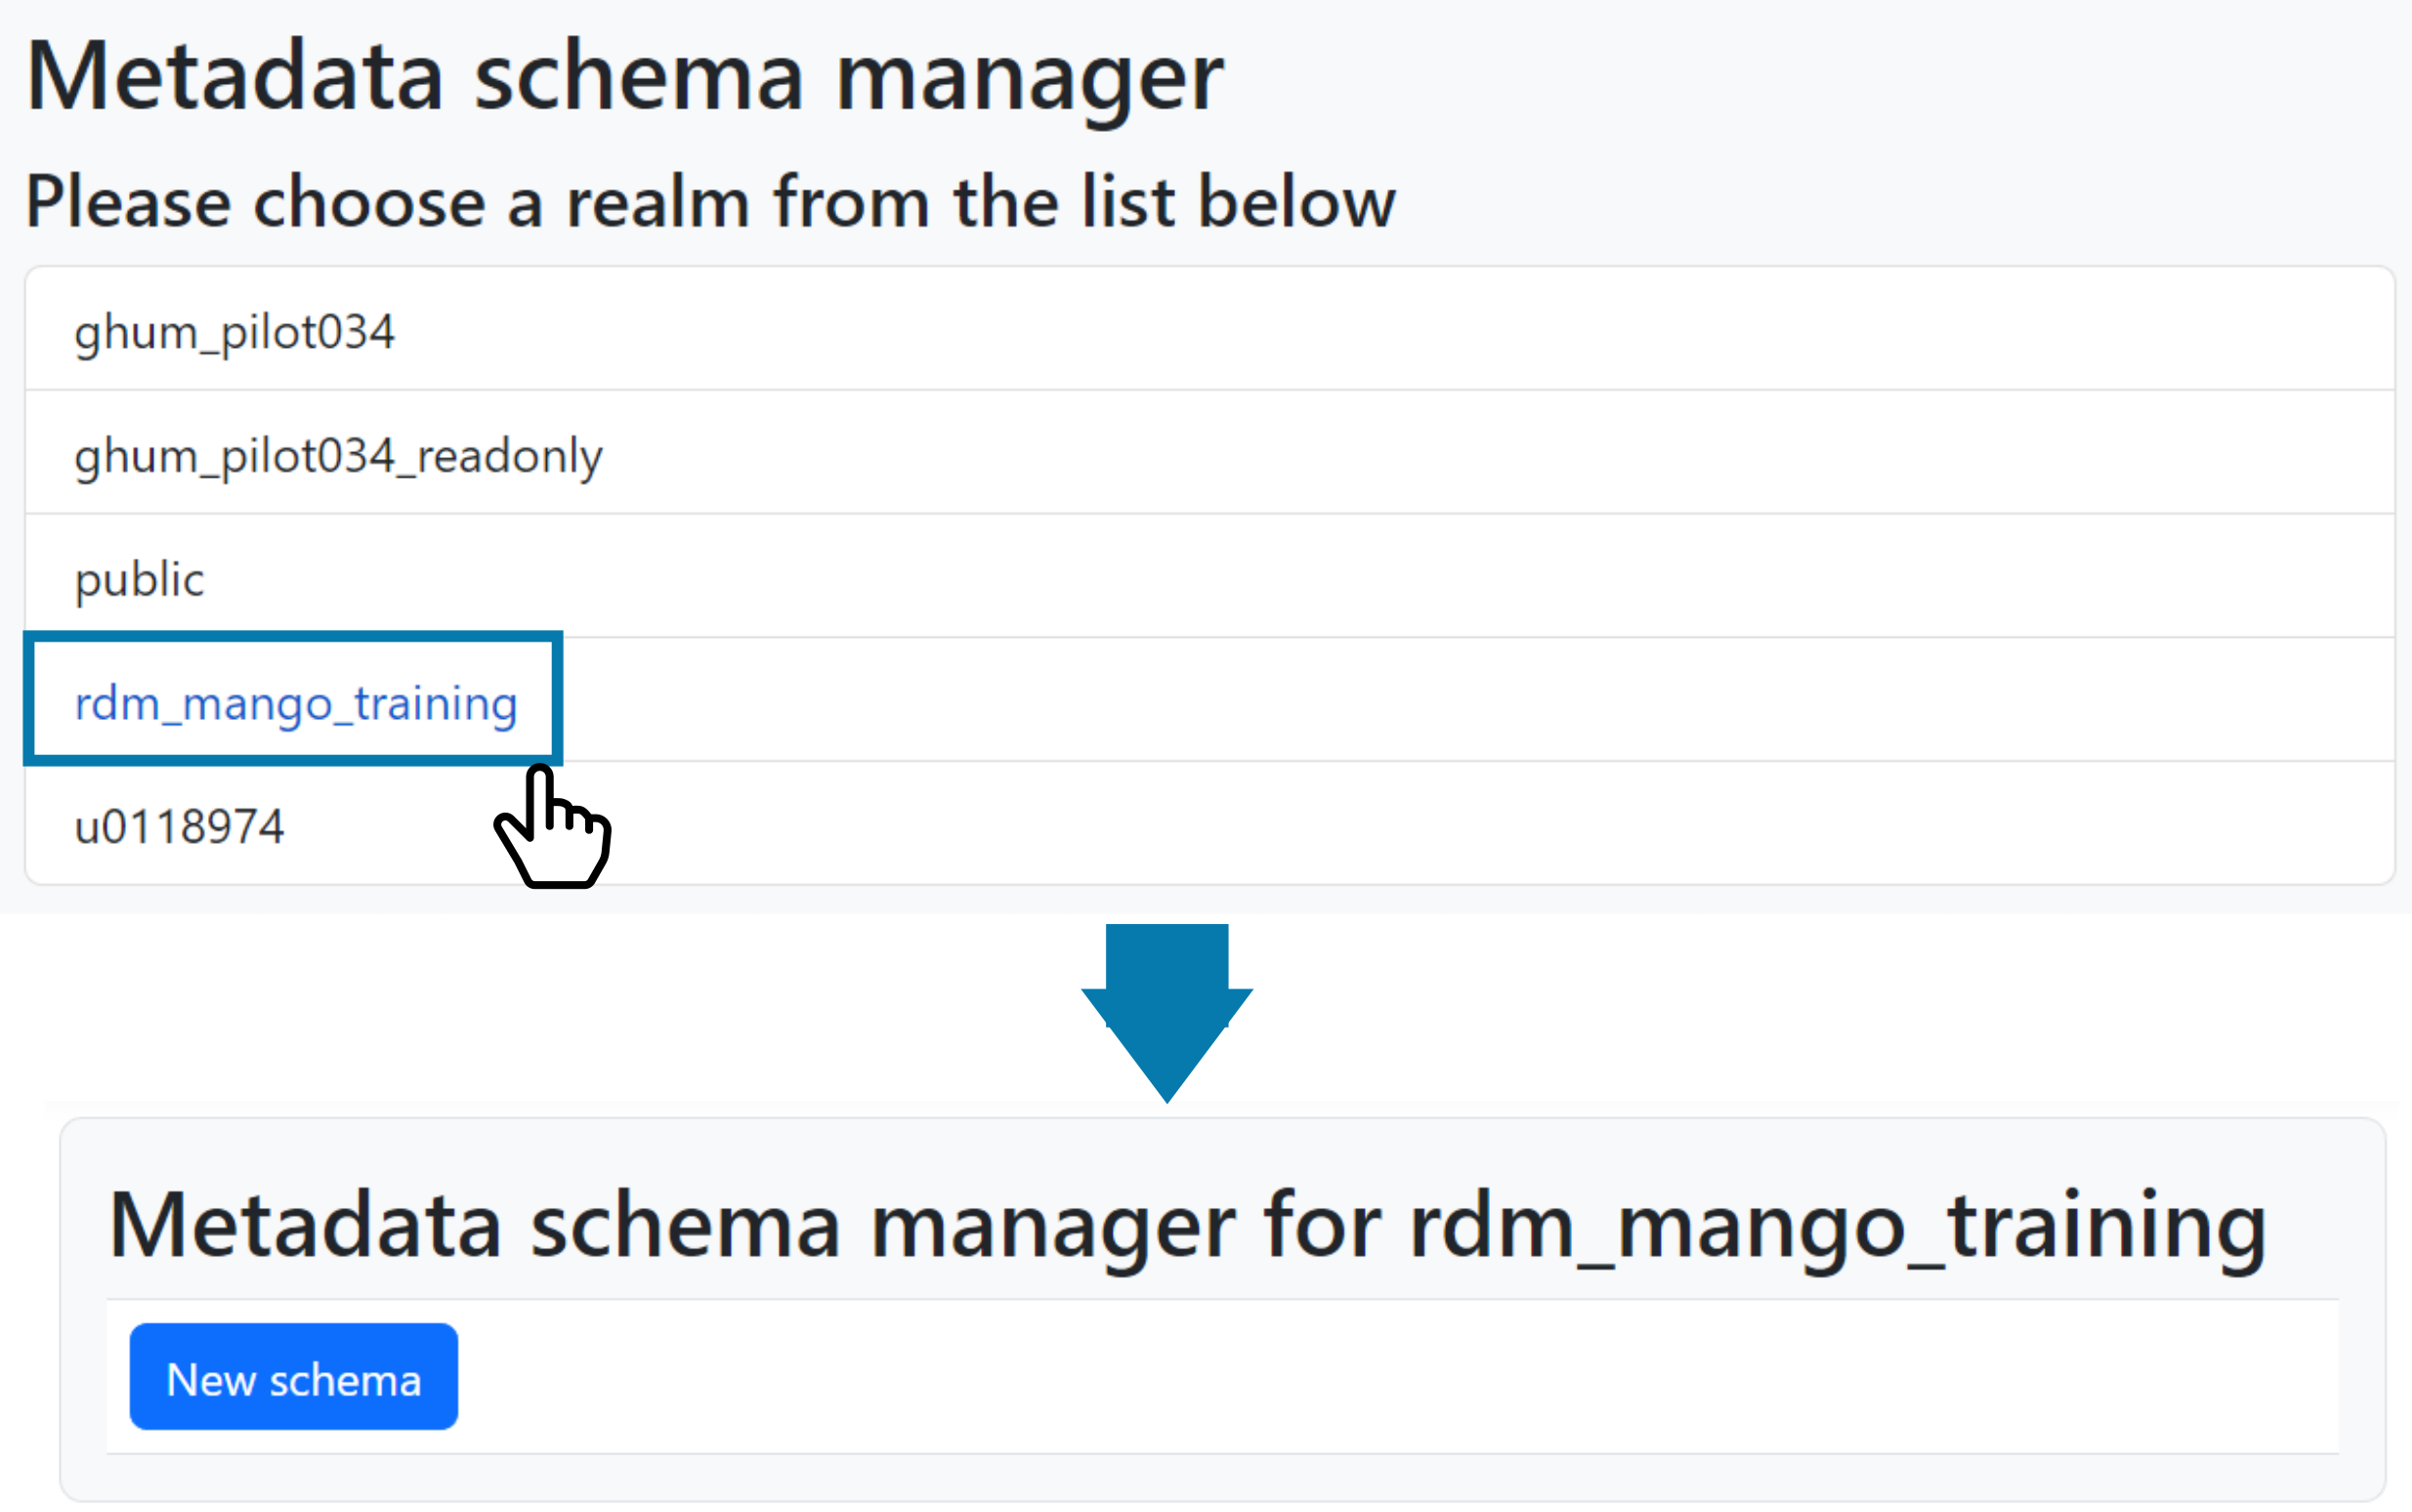 Metadata schema manager
Please choose a realm from the list below
ghum_pilot034
ghum_pilot034_readonly
public
rdm_mango_training
u0118974
Metadata schema manager for rdm_mango_training
New schema